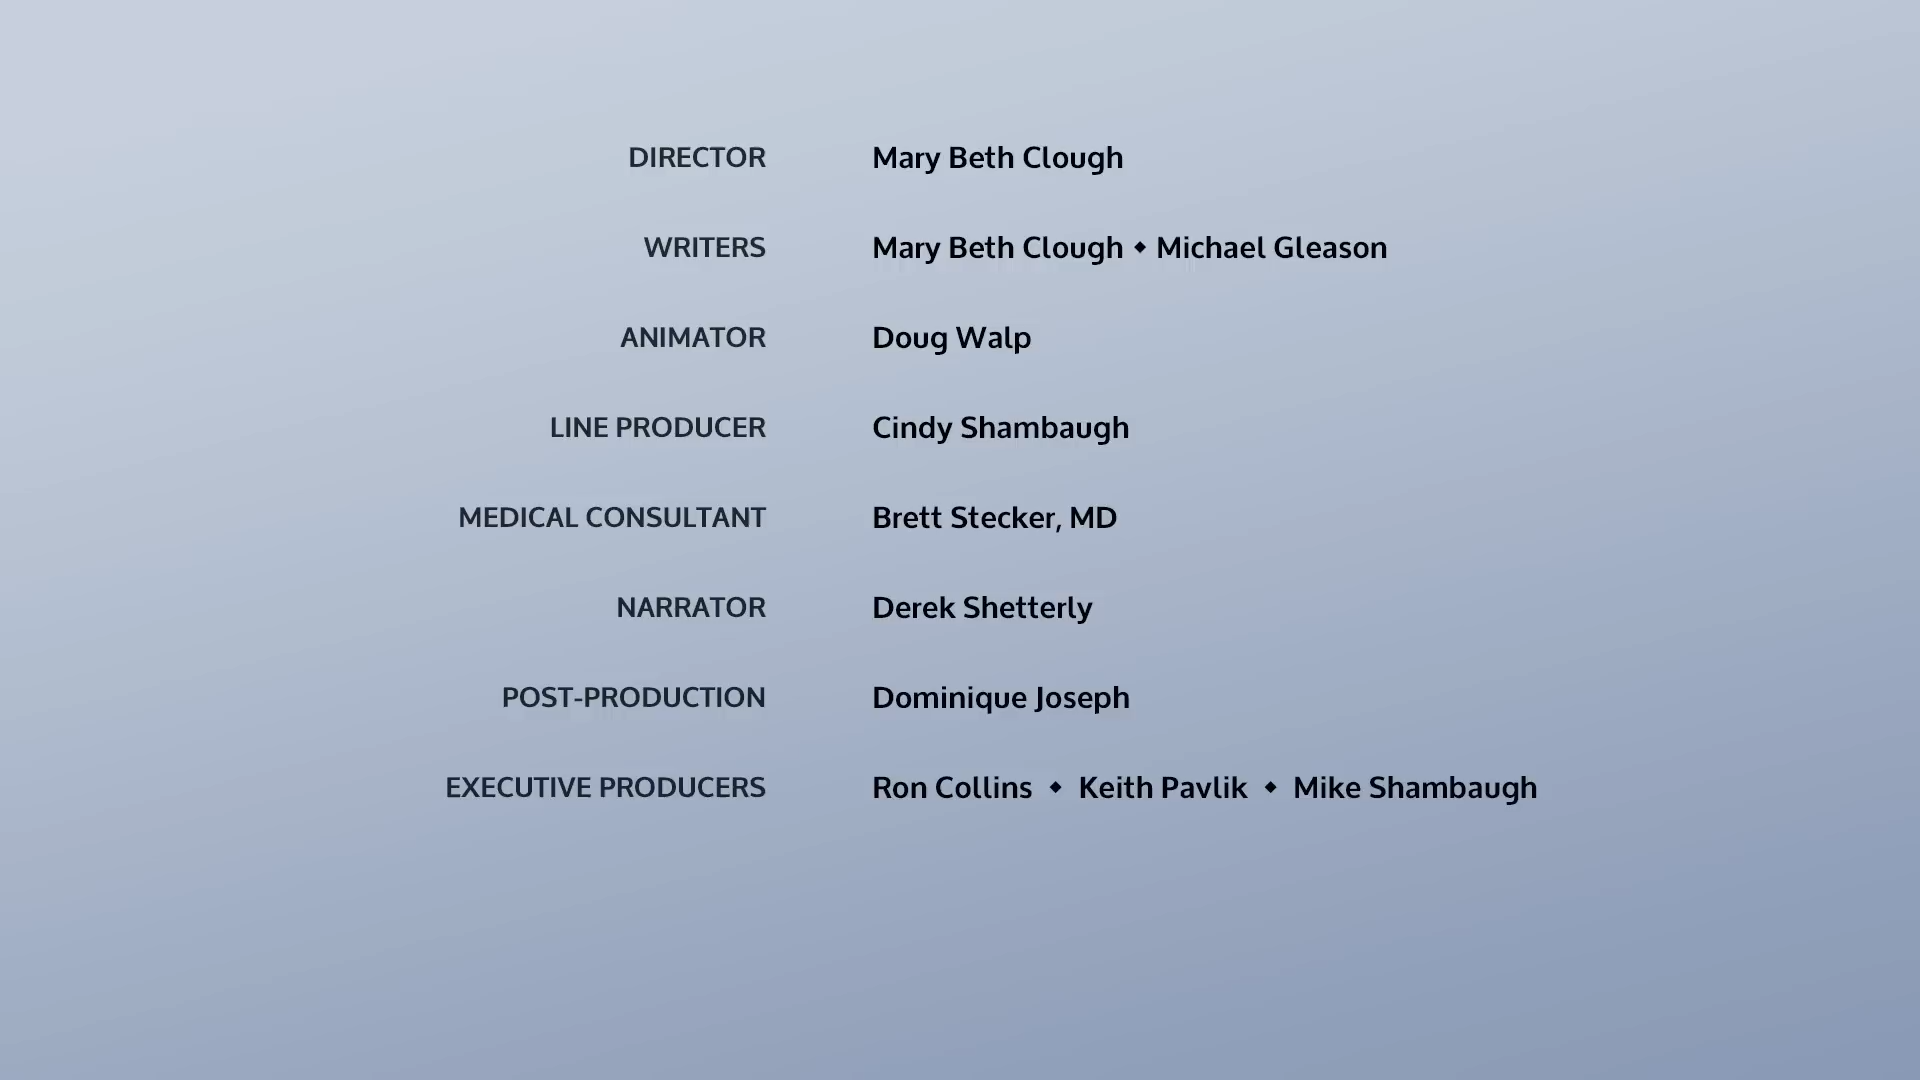 DIRECTOR Mary Beth Clough
WRITERS Mary Beth Clough ◆ Michael Gleason
ANIMATOR Doug Walp
LINE PRODUCER Cindy Shambaugh
MEDICAL CONSULTANT Brett Stecker, MD
NARRATOR Derek Shetterly
POST-PRODUCTION Dominique Joseph
EXECUTIVE PRODUCERS Ron Collins ◆ Keith Pavlik ◆ Mike Shambaugh